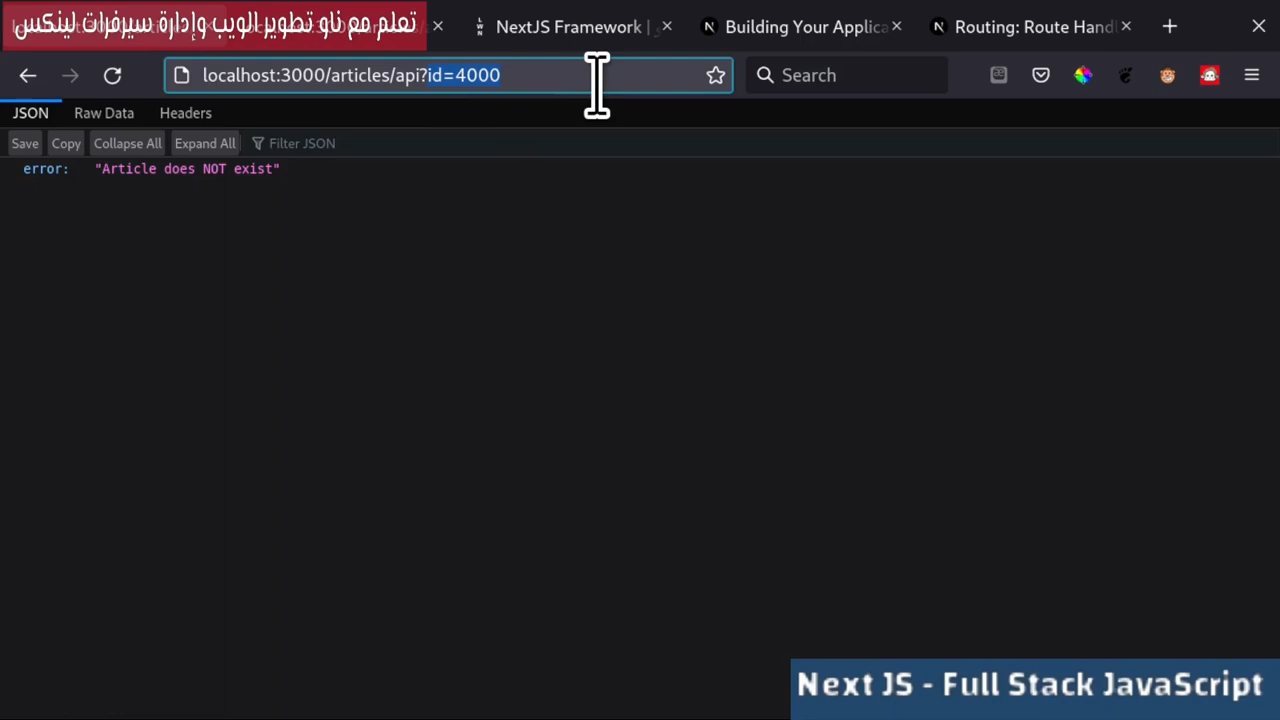 تعلم مع ناو تطوير الويب وإدارة سيرفرات لينكس
NextJS Framework |
Building Your Applica
Routing: Route Handl
localhost:3000/articles/api?id=4000
Search
JSON
Raw Data
Headers
Save
Copy
Collapse All
Expand All
Filter JSON
error: "Article does NOT exist"
Next JS - Full Stack JavaScript